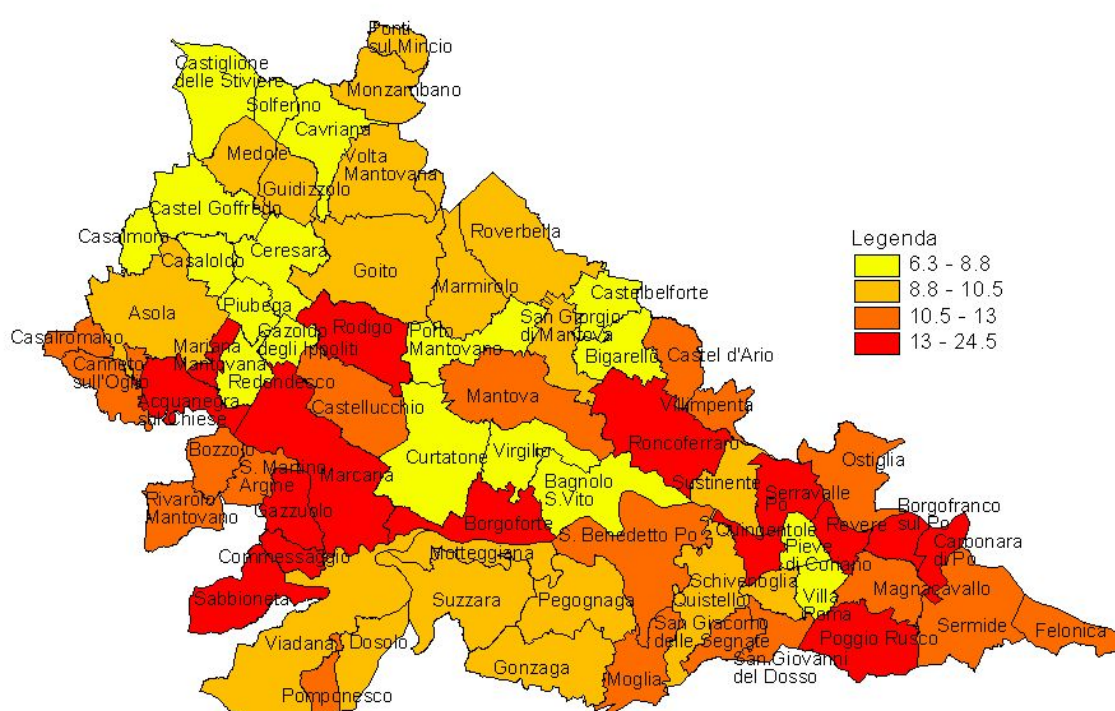 Ponti
sul Mincio
Castiglione
delle Stiviere
Monzambano
Solferino
Cavriana
Medole
Volta
Mantovana
Guidizzolo
Castel Goffredo
Roverbella
Casalmoro
Ceresara
Casaloldo
Goito
Marmirolo
Castelbelforte
Piubega
Asola
San Giorgio
di Mantova
Gazoldo
degli Ippoliti
Rodigo
Porto
Mantovano
Casalromano
Mariana
Mantovana
Bigarello
Castel d'Ario
Canneto
sull'Oglio
Redondesco
Acquanegra
sul Chiese
Castellucchio
Mantova
Villimpenta
Roncoferraro
Bozzolo
Curtatone
Virgilio
Ostiglia
S. Martino
Argine
Marcaria
Bagnolo
S.Vito
Sustinente
Serravalle
Po
Rivarolo
Mantovano
Gazzuolo
Borgoforte
Borgofranco
sul Po
Quingentole
Revere
S. Benedetto Po
Carbonara
di Po
Commessaggio
Motteggiana
Pieve
di Coriano
Schivenoglia
Magnacavallo
Sabbioneta
Suzzara
Pegognaga
Quistello
Villa
Poma
San Giacomo
delle Segnate
Sermide
Felonica
Viadana
Dosolo
Poggio Rusco
Gonzaga
Moglia
San Giovanni
del Dosso
Pomponesco
Legenda
6.3 - 8.8
8.8 - 10.5
10.5 - 13
13 - 24.5